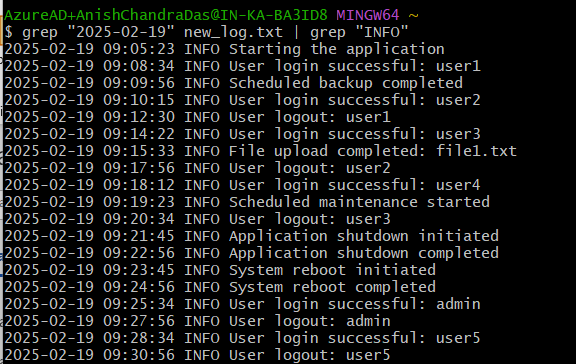 AzureAD+AnishChandraDas@IN-KA-BA3ID8 MINGW64 ~
$ grep "2025-02-19" new_log.txt | grep "INFO"
2025-02-19 09:05:23 INFO Starting the application
2025-02-19 09:08:34 INFO User login successful: user1
2025-02-19 09:09:56 INFO Scheduled backup completed
2025-02-19 09:10:15 INFO User login successful: user2
2025-02-19 09:12:30 INFO User logout: user1
2025-02-19 09:14:22 INFO User login successful: user3
2025-02-19 09:15:33 INFO File upload completed: file1.txt
2025-02-19 09:17:56 INFO User logout: user2
2025-02-19 09:18:12 INFO User login successful: user4
2025-02-19 09:19:23 INFO Scheduled maintenance started
2025-02-19 09:20:34 INFO User logout: user3
2025-02-19 09:21:45 INFO Application shutdown initiated
2025-02-19 09:22:56 INFO Application shutdown completed
2025-02-19 09:23:45 INFO System reboot initiated
2025-02-19 09:24:56 INFO System reboot completed
2025-02-19 09:25:34 INFO User login successful: admin
2025-02-19 09:27:56 INFO User logout: admin
2025-02-19 09:28:34 INFO User login successful: user5
2025-02-19 09:30:56 INFO User logout: user5